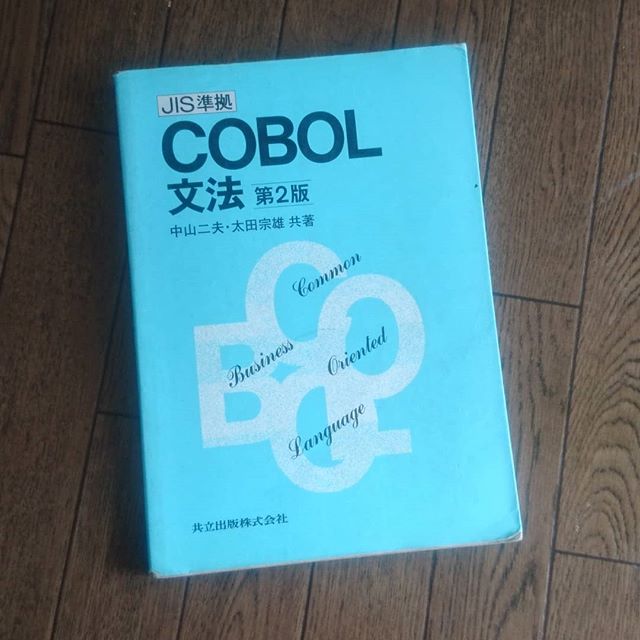 JIS準拠
COBOL
文法 第2版
中山二夫・太田宗雄 共著
Common
Business
Oriented
Language
COBOL
共立出版株式会社